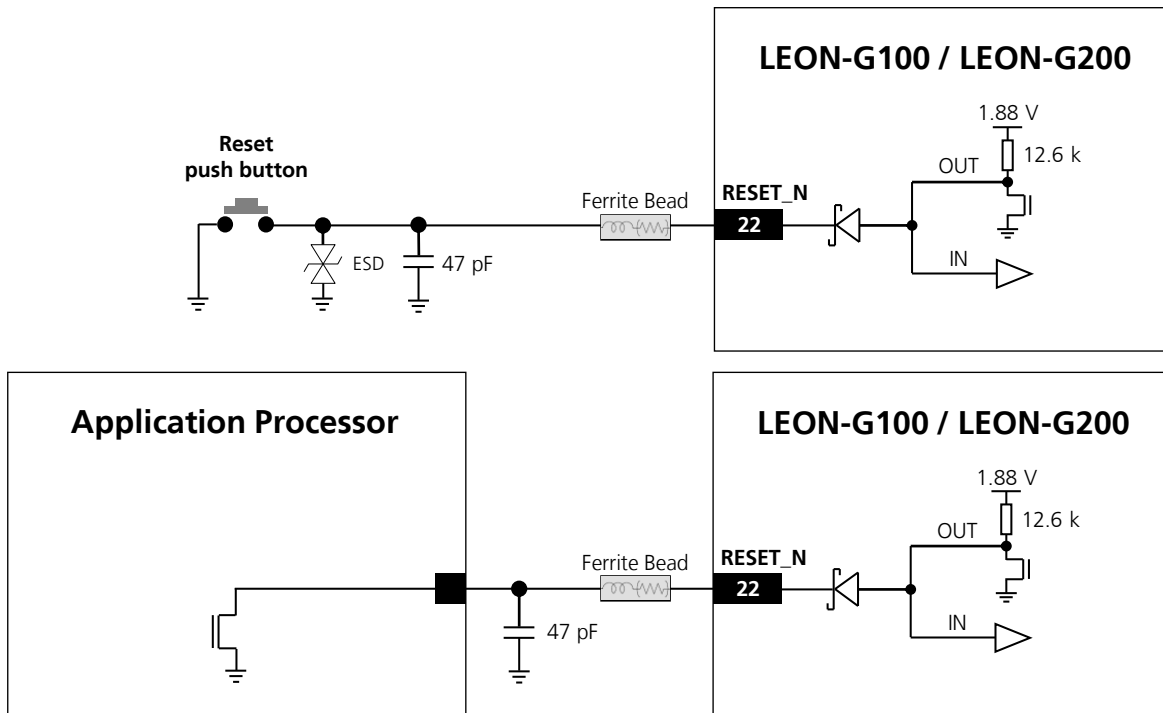 LEON-G100 / LEON-G200
1.88 V
12.6 k
OUT
Reset
push button
Ferrite Bead
RESET_N
22
ESD
47 pF
IN
Application Processor
LEON-G100 / LEON-G200
1.88 V
12.6 k
OUT
Ferrite Bead
RESET_N
22
47 pF
IN